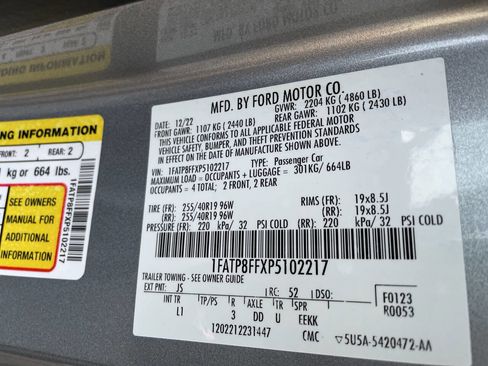 MFD. BY FORD MOTOR CO.
DATE: 12/22 GVWR: 2204 KG ( 4860 LB)
FRONT GAWR: 1107 KG ( 2440 LB) REAR GAWR: 1102 KG ( 2430 LB)
THIS VEHICLE CONFORMS TO ALL APPLICABLE FEDERAL MOTOR
VEHICLE SAFETY, BUMPER, AND THEFT PREVENTION STANDARDS
IN EFFECT ON THE DATE OF MANUFACTURE SHOWN ABOVE.
VIN: 1FATP8FFXP5102217 TYPE: Passenger Car
MAXIMUM LOAD = OCCUPANTS + LUGGAGE = 301KG/ 664LB
OCCUPANTS = 4 TOTAL; 2 FRONT, 2 REAR
TIRE (FR): 255/40R19 96W RIMS (FR): 19x8.5J
(RR): 255/40R19 96W (RR): 19x8.5J
PRESSURE (FR): 220 kPa/ 32 PSI COLD (RR): 220 kPa/ 32 PSI COLD
1FATP8FFXP5102217
TRAILER TOWING - SEE OWNER GUIDE
EXT PNT: JS RC: 52 DSO:
INT TR TP/PS R AXLE TR SPR
L1 3 DD U EEKK
F0123
R0053
1202212231447 CMC ▽5U5A-5420472-AA
ING INFORMATION
FRONT: 2 REAR: 2
kg or 664 lbs.
SEE OWNERS
MANUAL FOR
ADDITIONAL
INFORMATION
1FATP8FFXP5102217